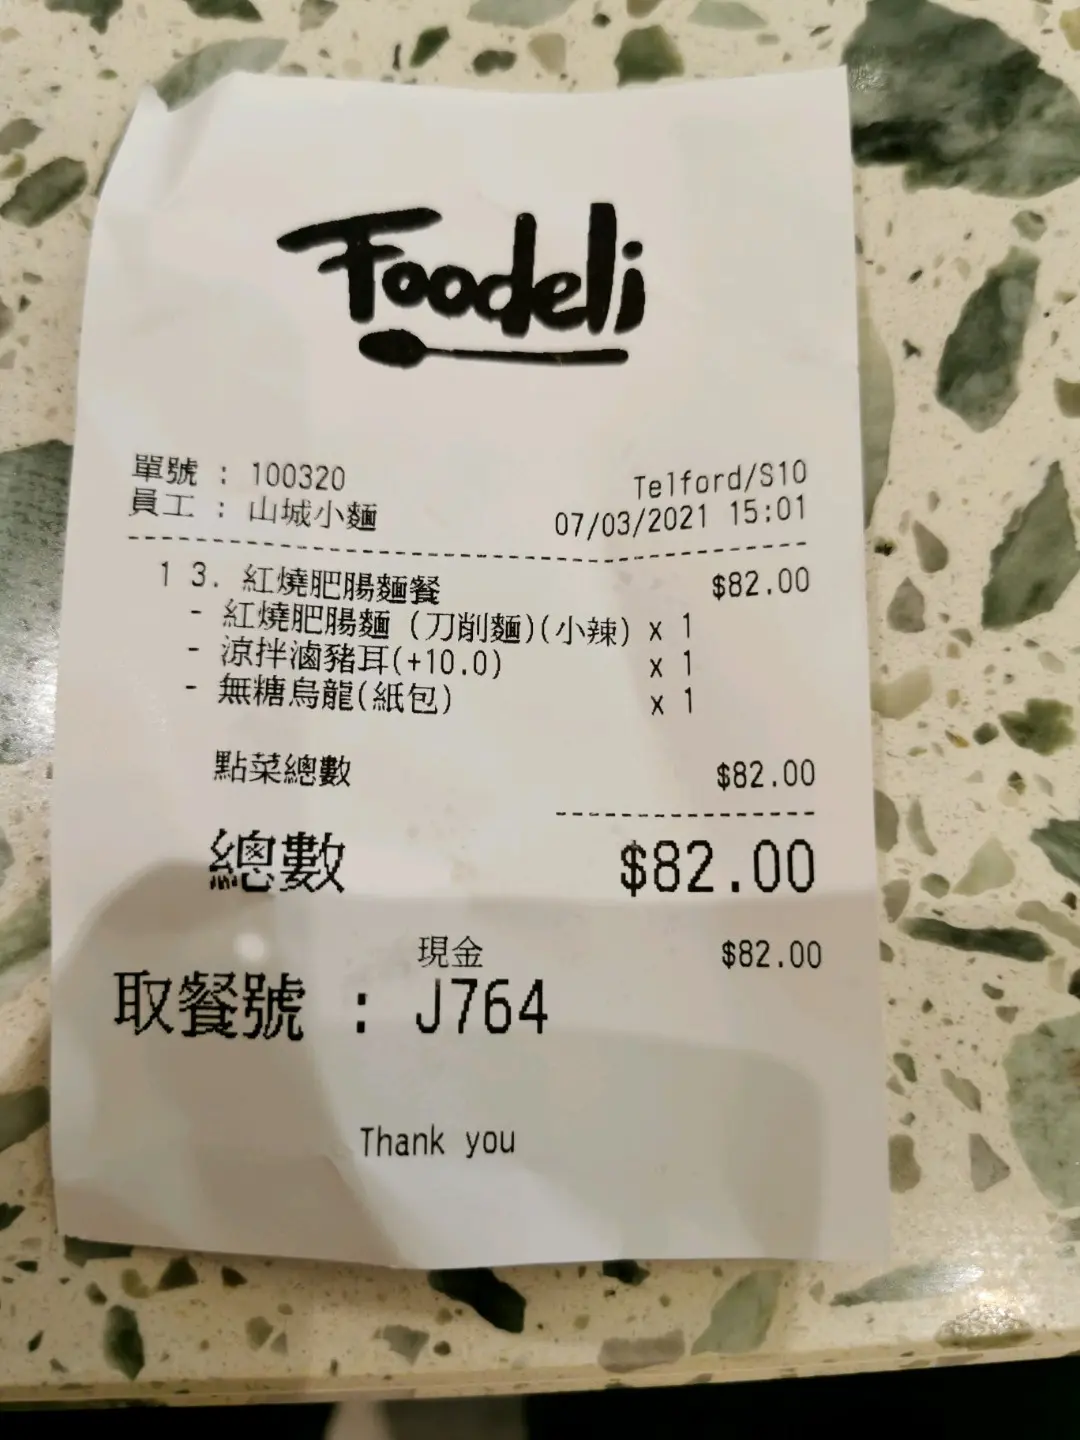 Foodeli
單號 : 100320
Telford/S10
員工 : 山城小麵
07/03/2021 15:01
1 3. 紅燒肥腸麵餐 $82.00
- 紅燒肥腸麵 (刀削麵)(小辣) x 1
- 涼拌滷豬耳(+10.0) x 1
- 無糖烏龍(紙包) x 1
點菜總數 $82.00
總數 $82.00
現金 $82.00
取餐號 : J764
Thank you